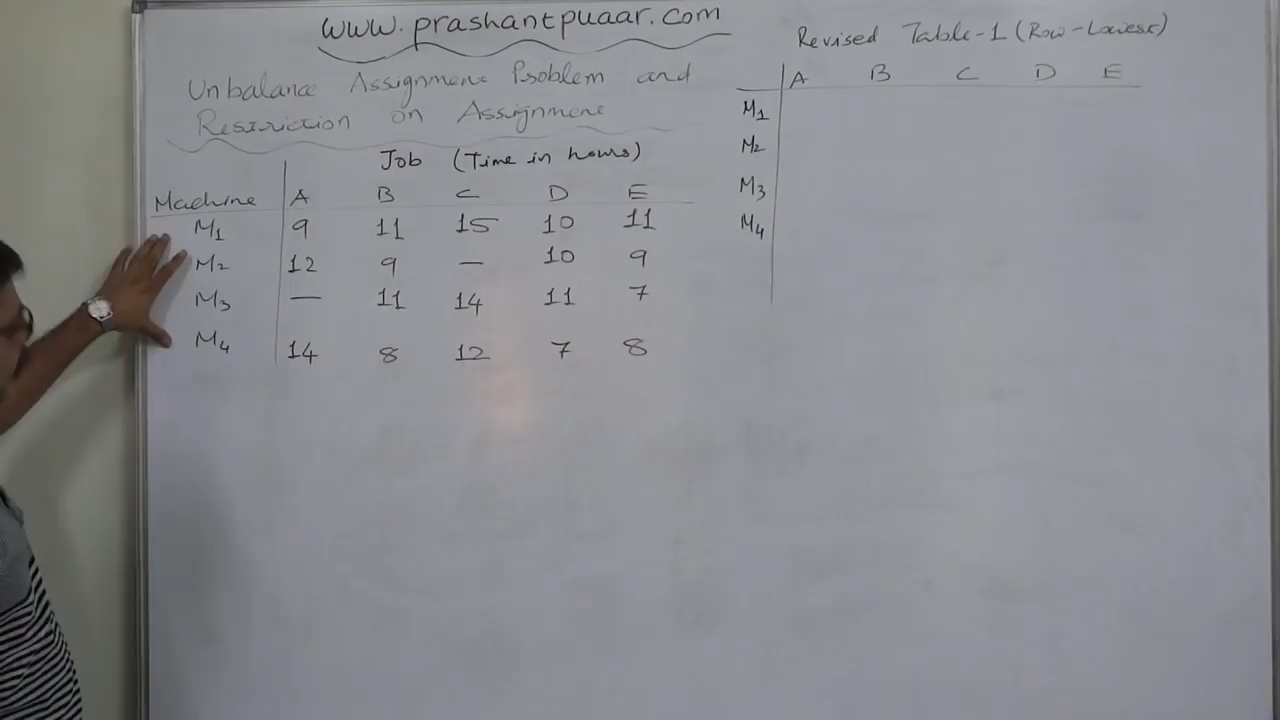 www.prashantpuaar.com
Unbalance Assignment Problem and
Restriction on Assignment
Job (Time in hours)
Machine A B C D E
M1 9 11 15 10 11
M2 12 9 — 10 9
M3 — 11 14 11 7
M4 14 8 12 7 8
Revised Table-1 (Row-Lowest)
A B C D E
M1
M2
M3
M4